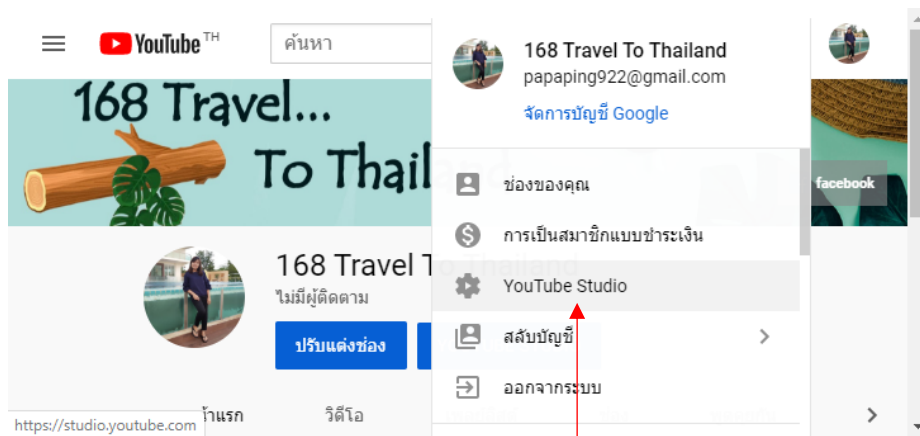 YouTube TH
ค้นหา
168 Travel To Thailand
papaping922@gmail.com
จัดการบัญชี Google
168 Travel...
To Thail
facebook
ช่องของคุณ
การเป็นสมาชิกแบบชำระเงิน
YouTube Studio
สลับบัญชี
ออกจากระบบ
168 Travel To Thailand
ไม่มีผู้ติดตาม
ปรับแต่งช่อง
วิดีโอ
https://studio.youtube.com